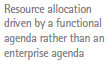 Resource allocation
driven by a functional
agenda rather than an
enterprise agenda